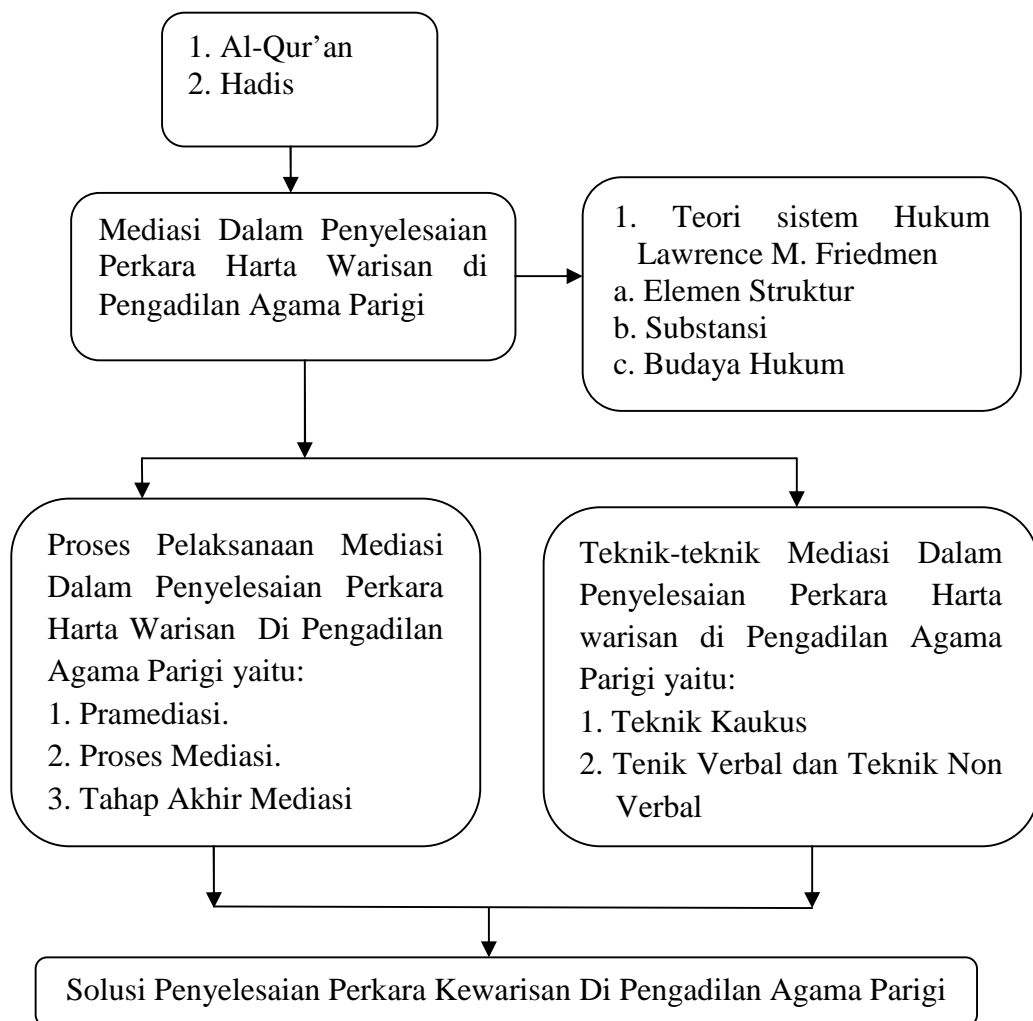 1. Al-Qur’an
2. Hadis
Mediasi Dalam Penyelesaian
Perkara Harta Warisan di
Pengadilan Agama Parigi
1. Teori sistem Hukum
Lawrence M. Friedmen
a. Elemen Struktur
b. Substansi
c. Budaya Hukum
Proses Pelaksanaan Mediasi
Dalam Penyelesaian Perkara
Harta Warisan Di Pengadilan
Agama Parigi yaitu:
1. Pramediasi.
2. Proses Mediasi.
3. Tahap Akhir Mediasi
Teknik-teknik Mediasi Dalam
Penyelesaian Perkara Harta
warisan di Pengadilan Agama
Parigi yaitu:
1. Teknik Kaukus
2. Tenik Verbal dan Teknik Non
Verbal
Solusi Penyelesaian Perkara Kewarisan Di Pengadilan Agama Parigi